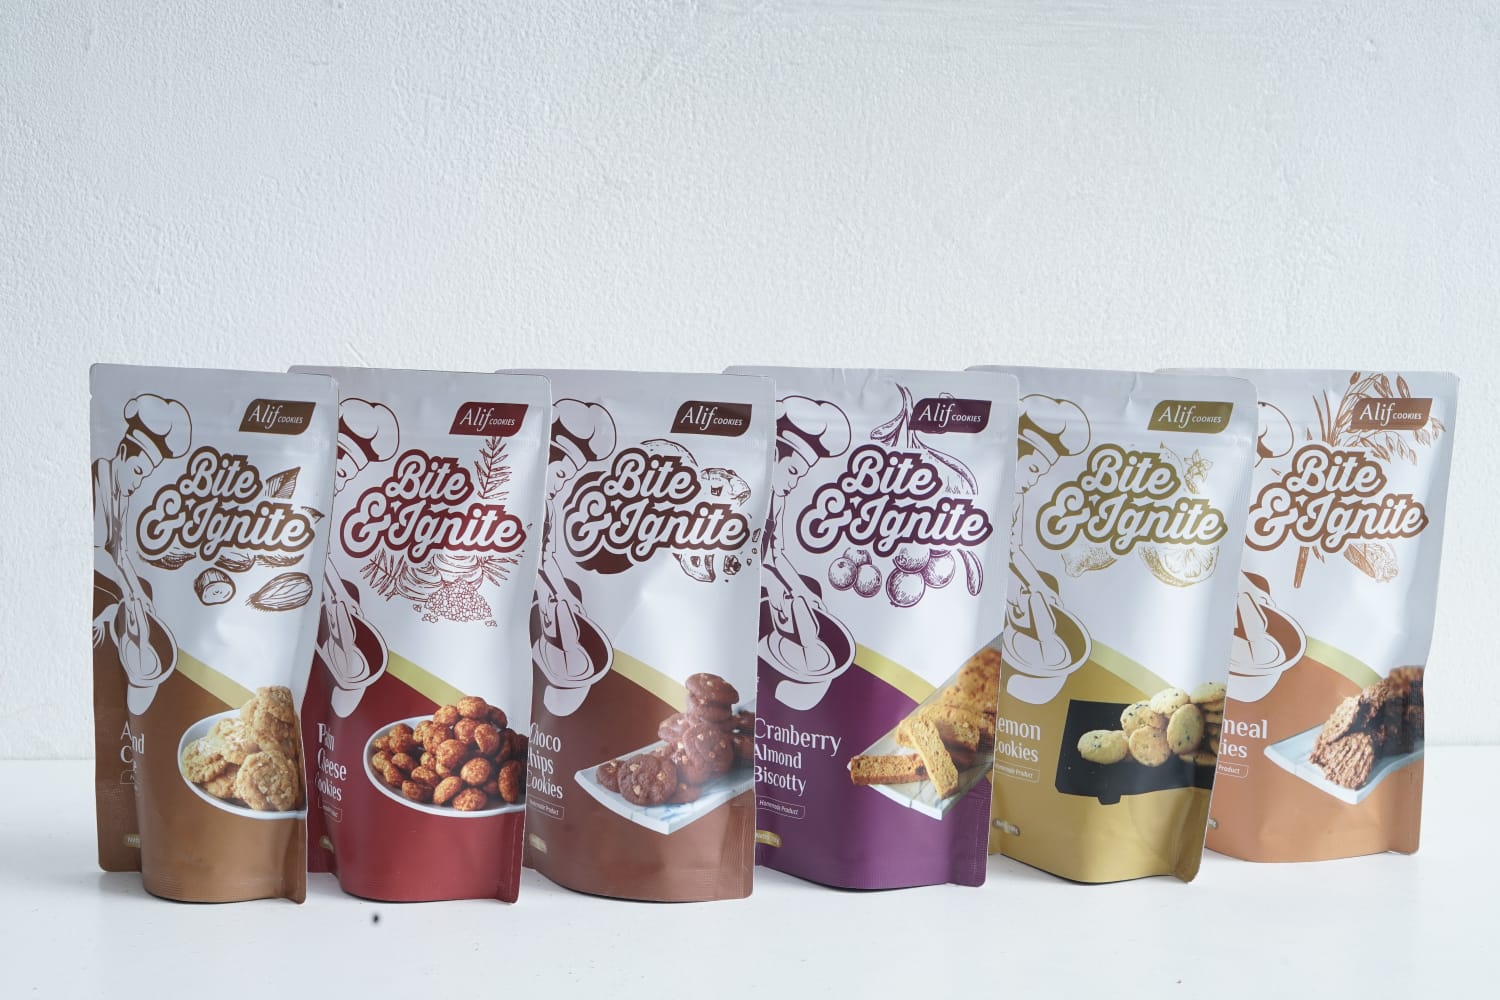 Alif COOKIES
Bite
& Ignite
Alif COOKIES
Bite
& Ignite
Cookies
Alif COOKIES
Bite
& Ignite
Choco
Chips
Cookies
Homemade Product
Alif COOKIES
Bite
& Ignite
Cranberry
Almond
Biscotty
Homemade Product
Alif COOKIES
Bite
& Ignite
emon
Cookies
Homemade Product
Alif COOKIES
Bite
& Ignite
meal
ies
Product